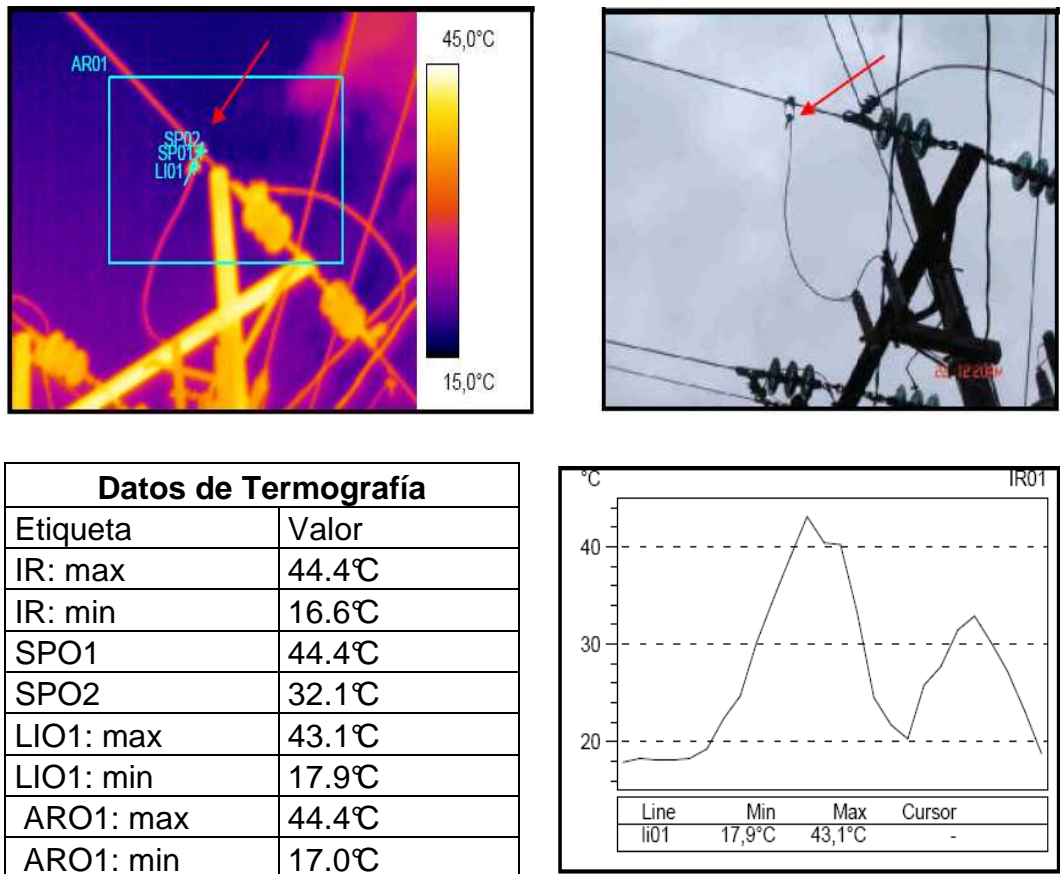 45,0°C
AR01
SP02
SP01
LI01
15,0°C
Datos de Termografía
Etiqueta Valor
IR: max 44.4°C
IR: min 16.6°C
SPO1 44.4°C
SPO2 32.1°C
LIO1: max 43.1°C
LIO1: min 17.9°C
ARO1: max 44.4°C
ARO1: min 17.0°C
°C IR01
40
30
20
Line Min Max Cursor
li01 17,9°C 43,1°C -